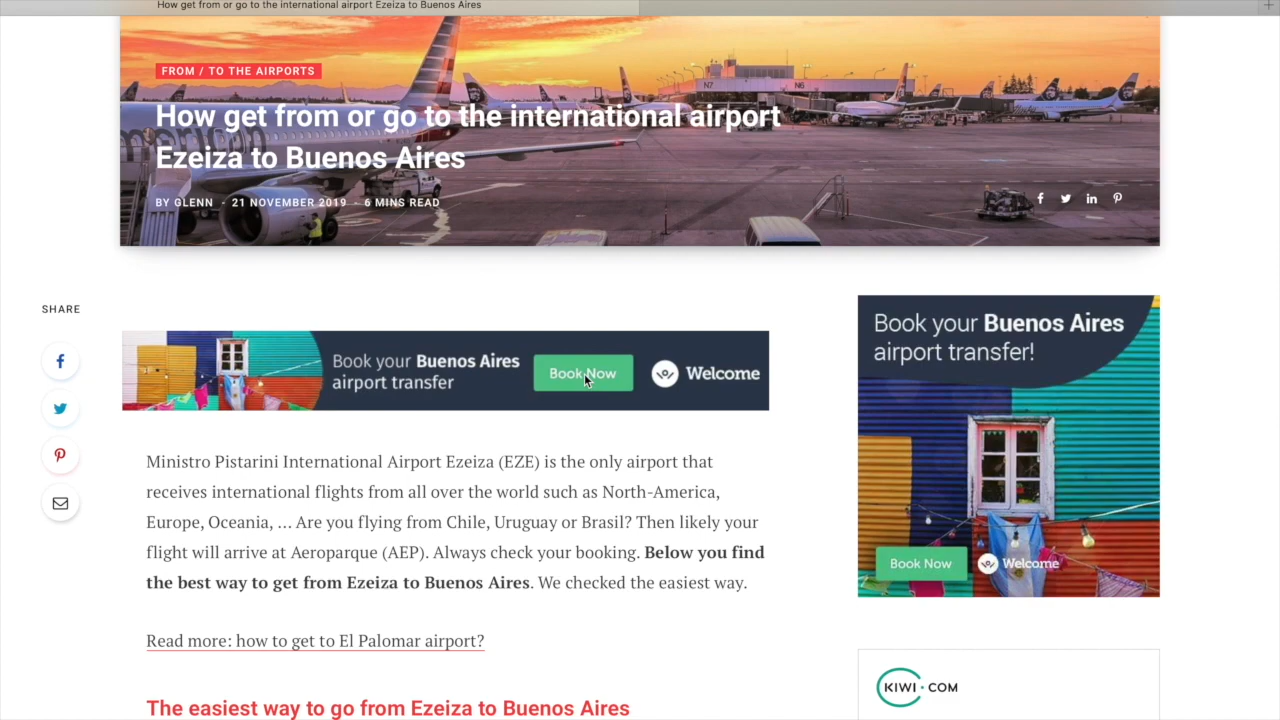 How get from or go to the international airport Ezeiza to Buenos Aires
FROM / TO THE AIRPORTS
N7
N6
How get from or go to the international airport
Ezeiza to Buenos Aires
BY GLENN - 21 NOVEMBER 2019 - 6 MINS READ
SHARE
Book your Buenos Aires
airport transfer
Book Now
Welcome
Book your Buenos Aires
airport transfer!
Book Now
Welcome
Ministro Pistarini International Airport Ezeiza (EZE) is the only airport that
receives international flights from all over the world such as North-America,
Europe, Oceania, … Are you flying from Chile, Uruguay or Brasil? Then likely your
flight will arrive at Aeroparque (AEP). Always check your booking. Below you find
the best way to get from Ezeiza to Buenos Aires. We checked the easiest way.
Read more: how to get to El Palomar airport?
KIWI.COM
The easiest way to go from Ezeiza to Buenos Aires